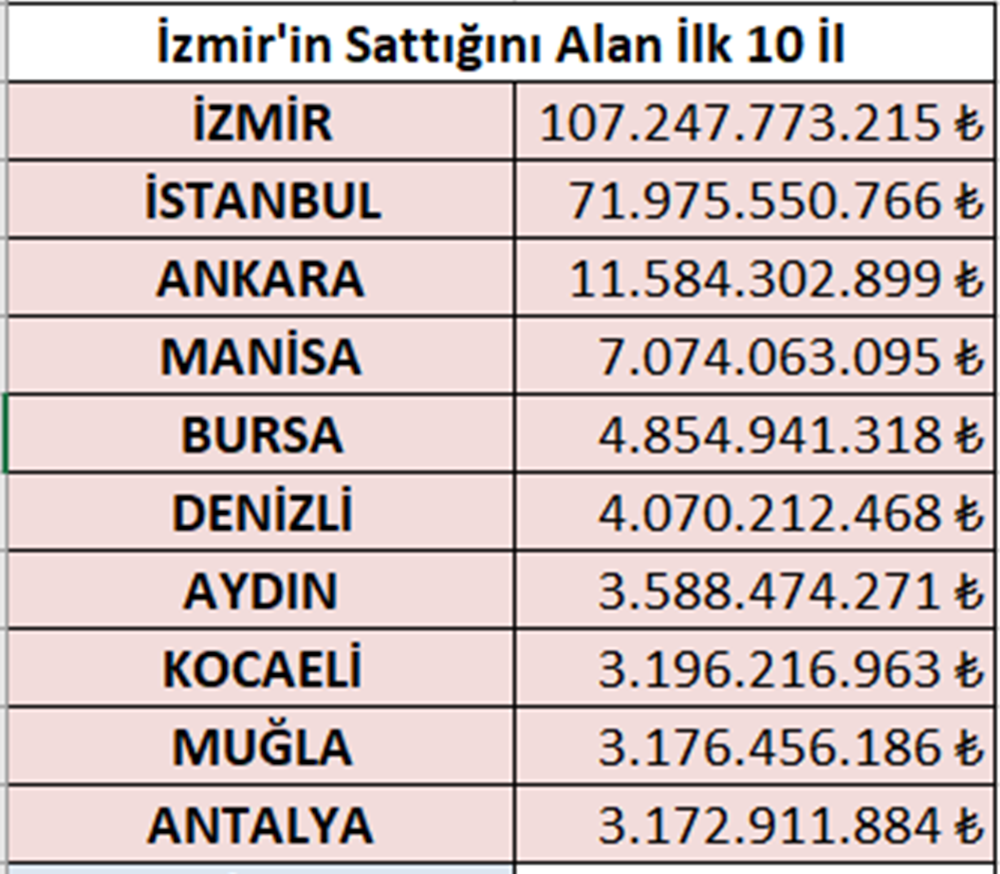 İzmir'in Sattığını Alan İlk 10 İl
İZMİR 107.247.773.215 ₺
İSTANBUL 71.975.550.766 ₺
ANKARA 11.584.302.899 ₺
MANİSA 7.074.063.095 ₺
BURSA 4.854.941.318 ₺
DENİZLİ 4.070.212.468 ₺
AYDIN 3.588.474.271 ₺
KOCAELİ 3.196.216.963 ₺
MUĞLA 3.176.456.186 ₺
ANTALYA 3.172.911.884 ₺